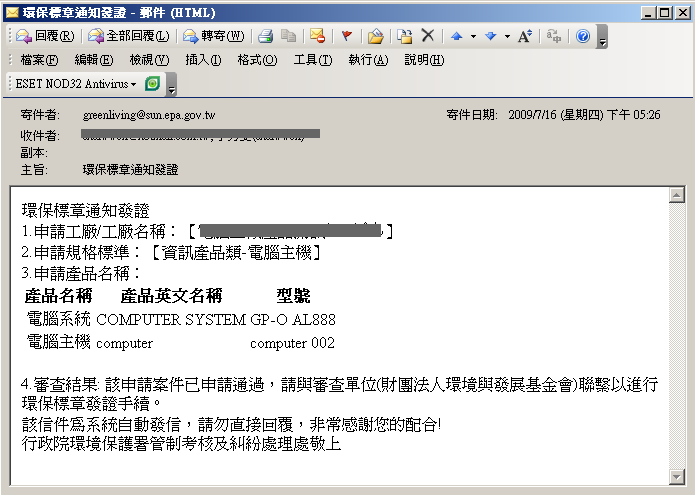 環保標章通知發證 - 郵件 (HTML)
回覆(R) 全部回覆(L) 轉寄(W)
檔案(F) 編輯(E) 檢視(V) 插入(I) 格式(O) 工具(T) 執行(A) 說明(H)
ESET NOD32 Antivirus
寄件者: greenliving@sun.epa.gov.tw 寄件日期: 2009/7/16 (星期四) 下午 05:26
收件者:
副本:
主旨: 環保標章通知發證
環保標章通知發證
1.申請工廠/工廠名稱：【 】
2.申請規格標準：【資訊產品類-電腦主機】
3.申請產品名稱：
產品名稱 產品英文名稱 型號
電腦系統 COMPUTER SYSTEM GP-O AL888
電腦主機 computer computer 002
4.審查結果: 該申請案件已申請通過，請與審查單位(財團法人環境與發展基金會)聯繫以進行
環保標章發證手續。
該信件為系統自動發信，請勿直接回覆，非常感謝您的配合!
行政院環境保護署管制考核及糾紛處理處敬上